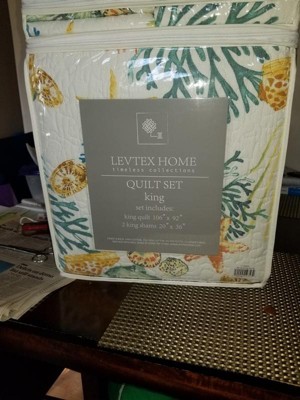 LEVTEX HOME
timeless collections
QUILT SET
king
set includes:
king quilt 106" x 92"
2 king shams 20" x 36"